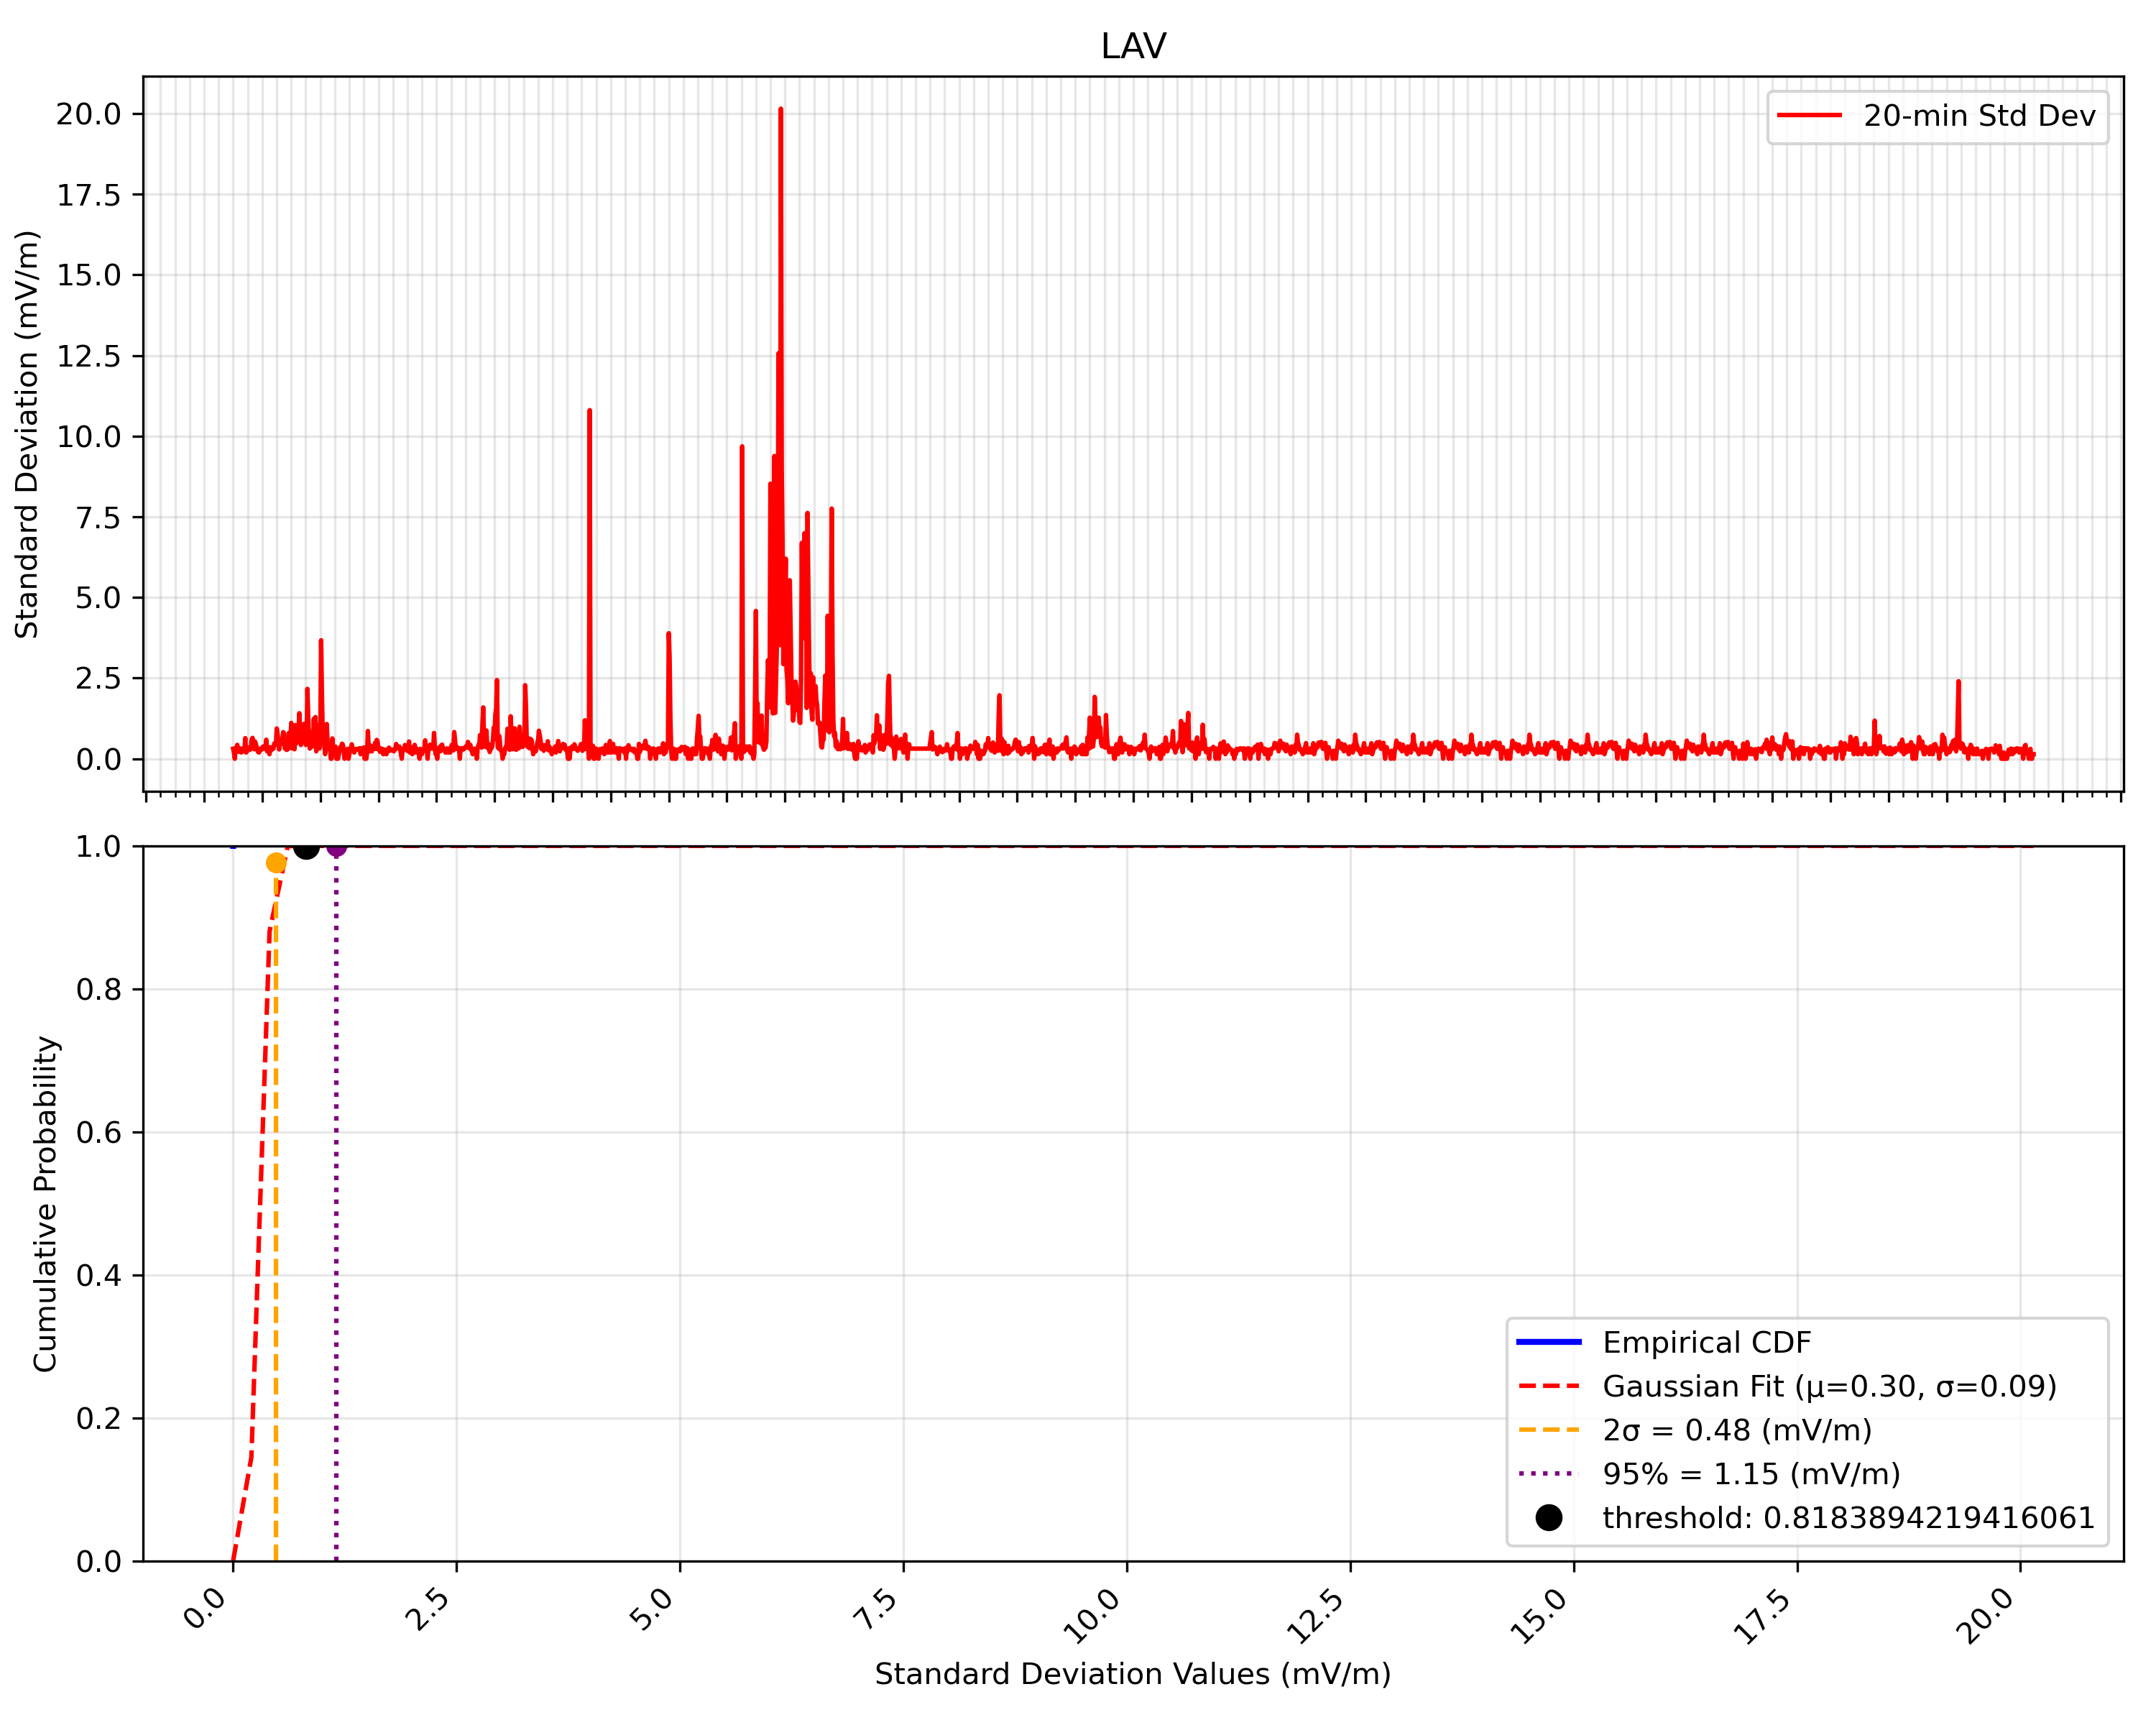 LAV
20-min Std Dev
Standard Deviation (mV/m)
20.0
17.5
15.0
12.5
10.0
7.5
5.0
2.5
0.0
Cumulative Probability
1.0
0.8
0.6
0.4
0.2
0.0
Empirical CDF
Gaussian Fit (μ=0.30, σ=0.09)
2σ = 0.48 (mV/m)
95% = 1.15 (mV/m)
threshold: 0.8183894219416061
0.0 2.5 5.0 7.5 10.0 12.5 15.0 17.5 20.0
Standard Deviation Values (mV/m)